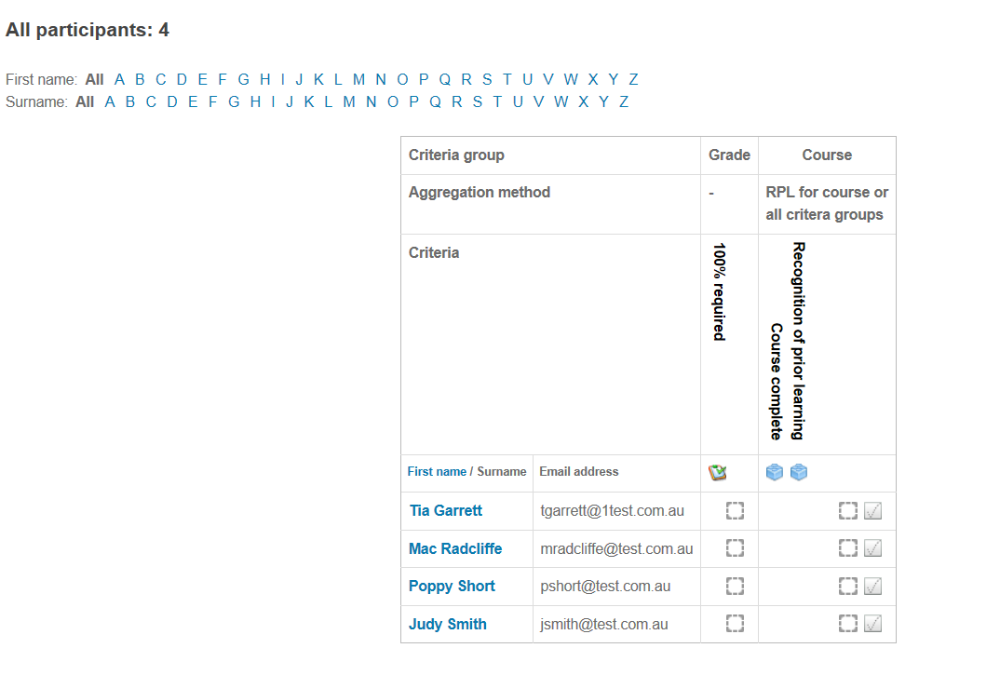 All participants: 4
First name: All A B C D E F G H I J K L M N O P Q R S T U V W X Y Z
Surname: All A B C D E F G H I J K L M N O P Q R S T U V W X Y Z
Criteria group Grade Course
Aggregation method - RPL for course or
all critera groups
Criteria
100% required
Recognition of prior learning
Course complete
First name / Surname Email address
Tia Garrett tgarrett@1test.com.au
Mac Radcliffe mradcliffe@test.com.au
Poppy Short pshort@test.com.au
Judy Smith jsmith@test.com.au